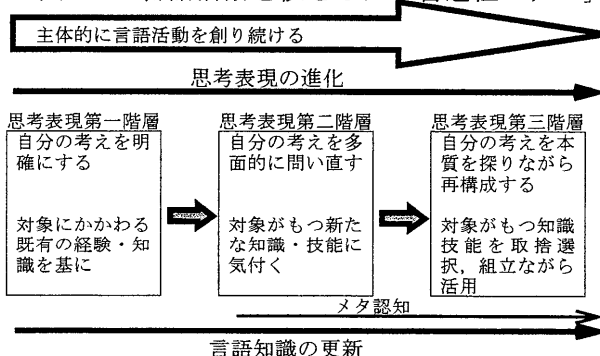 主体的に言語活動を創り続ける
思考表現の進化
思考表現第一階層
自分の考えを明
確にする
対象にかかわる
既有の経験・知
識を基に
思考表現第二階層
自分の考えを多
面的に問い直す
対象がもつ新た
な知識・技能に
気付く
思考表現第三階層
自分の考えを本
質を探りながら
再構成する
対象がもつ知識
技能を取捨選
択，組立ながら
活用
メタ認知
言語知識の更新